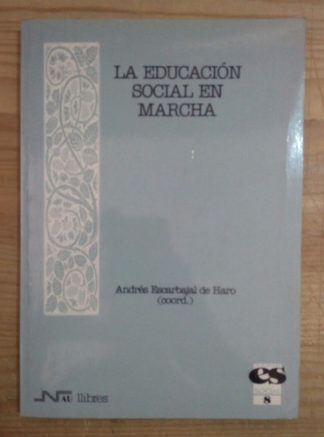 LA EDUCACIÓN
SOCIAL EN
MARCHA
Andrés Escarbajal de Haro
(coord.)
NAU llibres
es
8